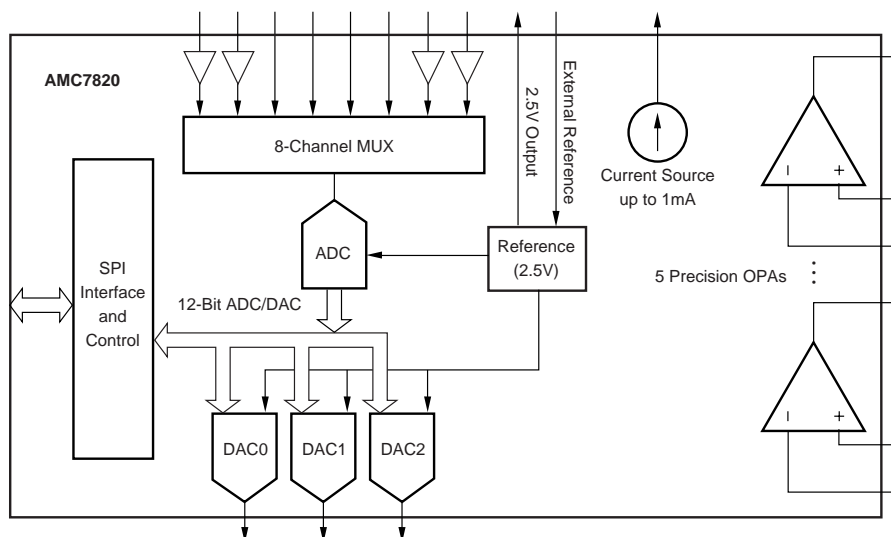 AMC7820
8-Channel MUX
2.5V Output
External Reference
Current Source
up to 1mA
ADC
Reference
(2.5V)
5 Precision OPAs
SPI
Interface
and
Control
12-Bit ADC/DAC
DAC0
DAC1
DAC2